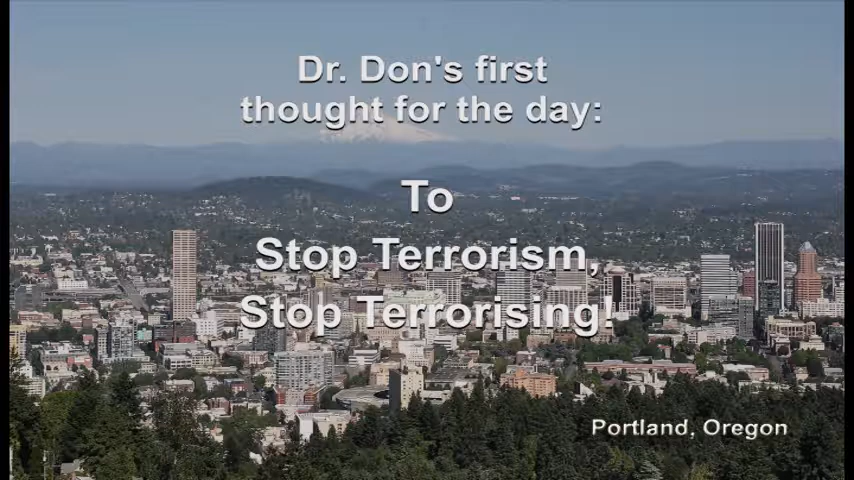 Dr. Don's first
thought for the day:
To
Stop Terrorism,
Stop Terrorising!
Portland, Oregon